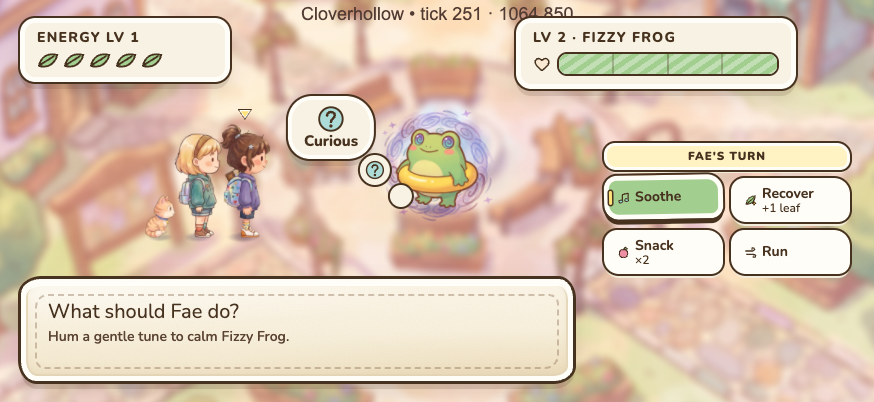 Cloverhollow • tick 251 · 1064,850
ENERGY LV 1
LV 2 · FIZZY FROG
?
Curious
?
FAE'S TURN
Soothe
Recover
+1 leaf
Snack
×2
Run
What should Fae do?
Hum a gentle tune to calm Fizzy Frog.